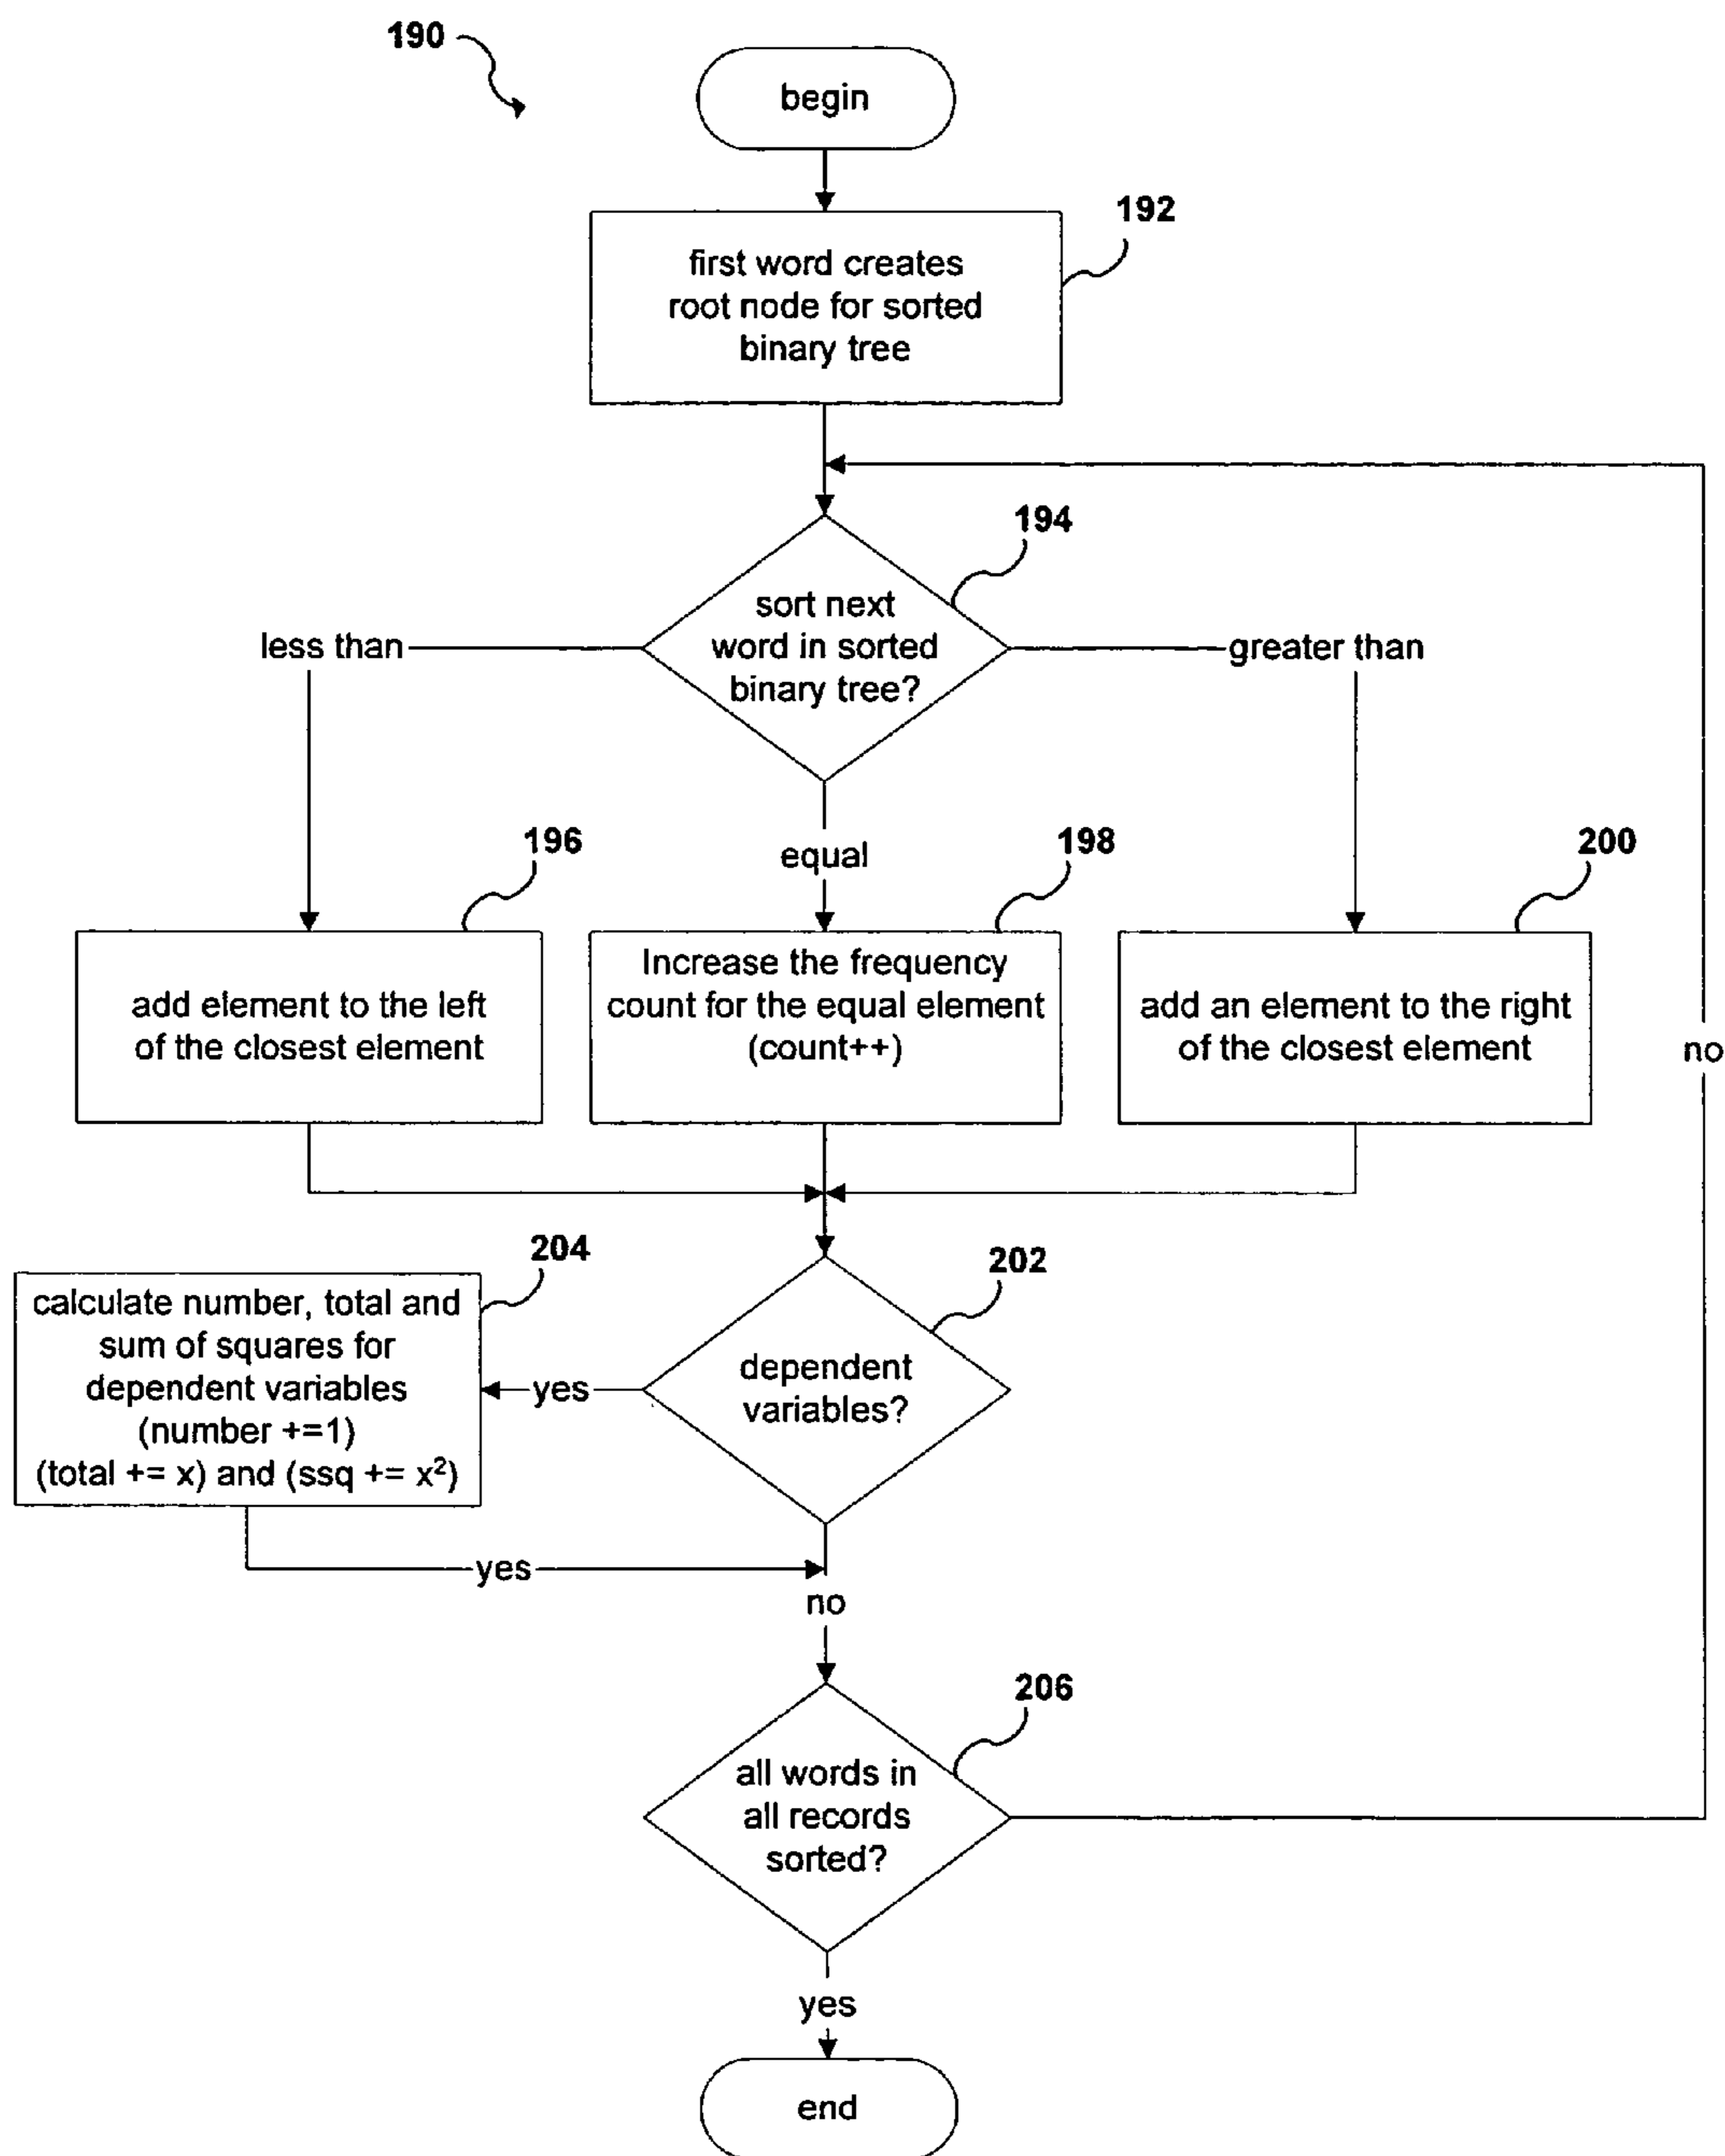 190
begin
192
first word creates
root node for sorted
binary tree
194
sort next
word in sorted
binary tree?
less than
greater than
equal
196
198
200
add element to the left
of the closest element
Increase the frequency
count for the equal element
(count++)
add an element to the right
of the closest element
no
204
202
calculate number, total and
sum of squares for
dependent variables
(number +=1)
(total += x) and (ssq += x²)
yes
dependent
variables?
yes
no
206
all words in
all records
sorted?
yes
end